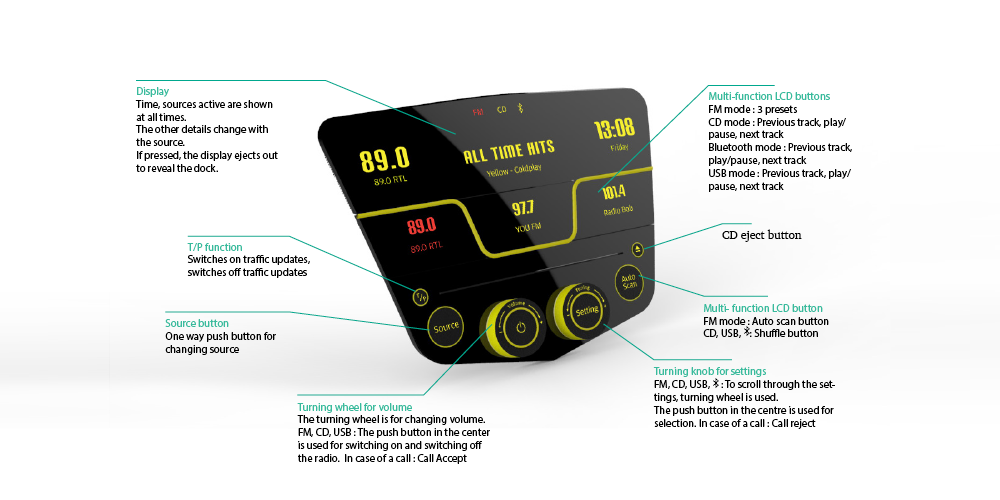 Display
Time, sources active are shown
at all times.
The other details change with
the source.
If pressed, the display ejects out
to reveal the dock.
Multi-function LCD buttons
FM mode : 3 presets
CD mode : Previous track, play/
pause, next track
Bluetooth mode : Previous track,
play/pause, next track
USB mode : Previous track, play/
pause, next track
FM CD
13:08
Friday
89.0
89.0 RTL
ALL TIME HITS
Yellow - Coldplay
89.0
89.0 RTL
97.7
YOU FM
101.4
Radio Bob
CD eject button
T/P function
Switches on traffic updates,
switches off traffic updates
T/P
Source
Volume
Tuning
Setting
Auto
Scan
Source button
One way push button for
changing source
Multi- function LCD button
FM mode : Auto scan button
CD, USB, : Shuffle button
Turning wheel for volume
The turning wheel is for changing volume.
FM, CD, USB : The push button in the center
is used for switching on and switching off
the radio. In case of a call : Call Accept
Turning knob for settings
FM, CD, USB, : To scroll through the set-
tings, turning wheel is used.
The push button in the centre is used for
selection. In case of a call : Call reject